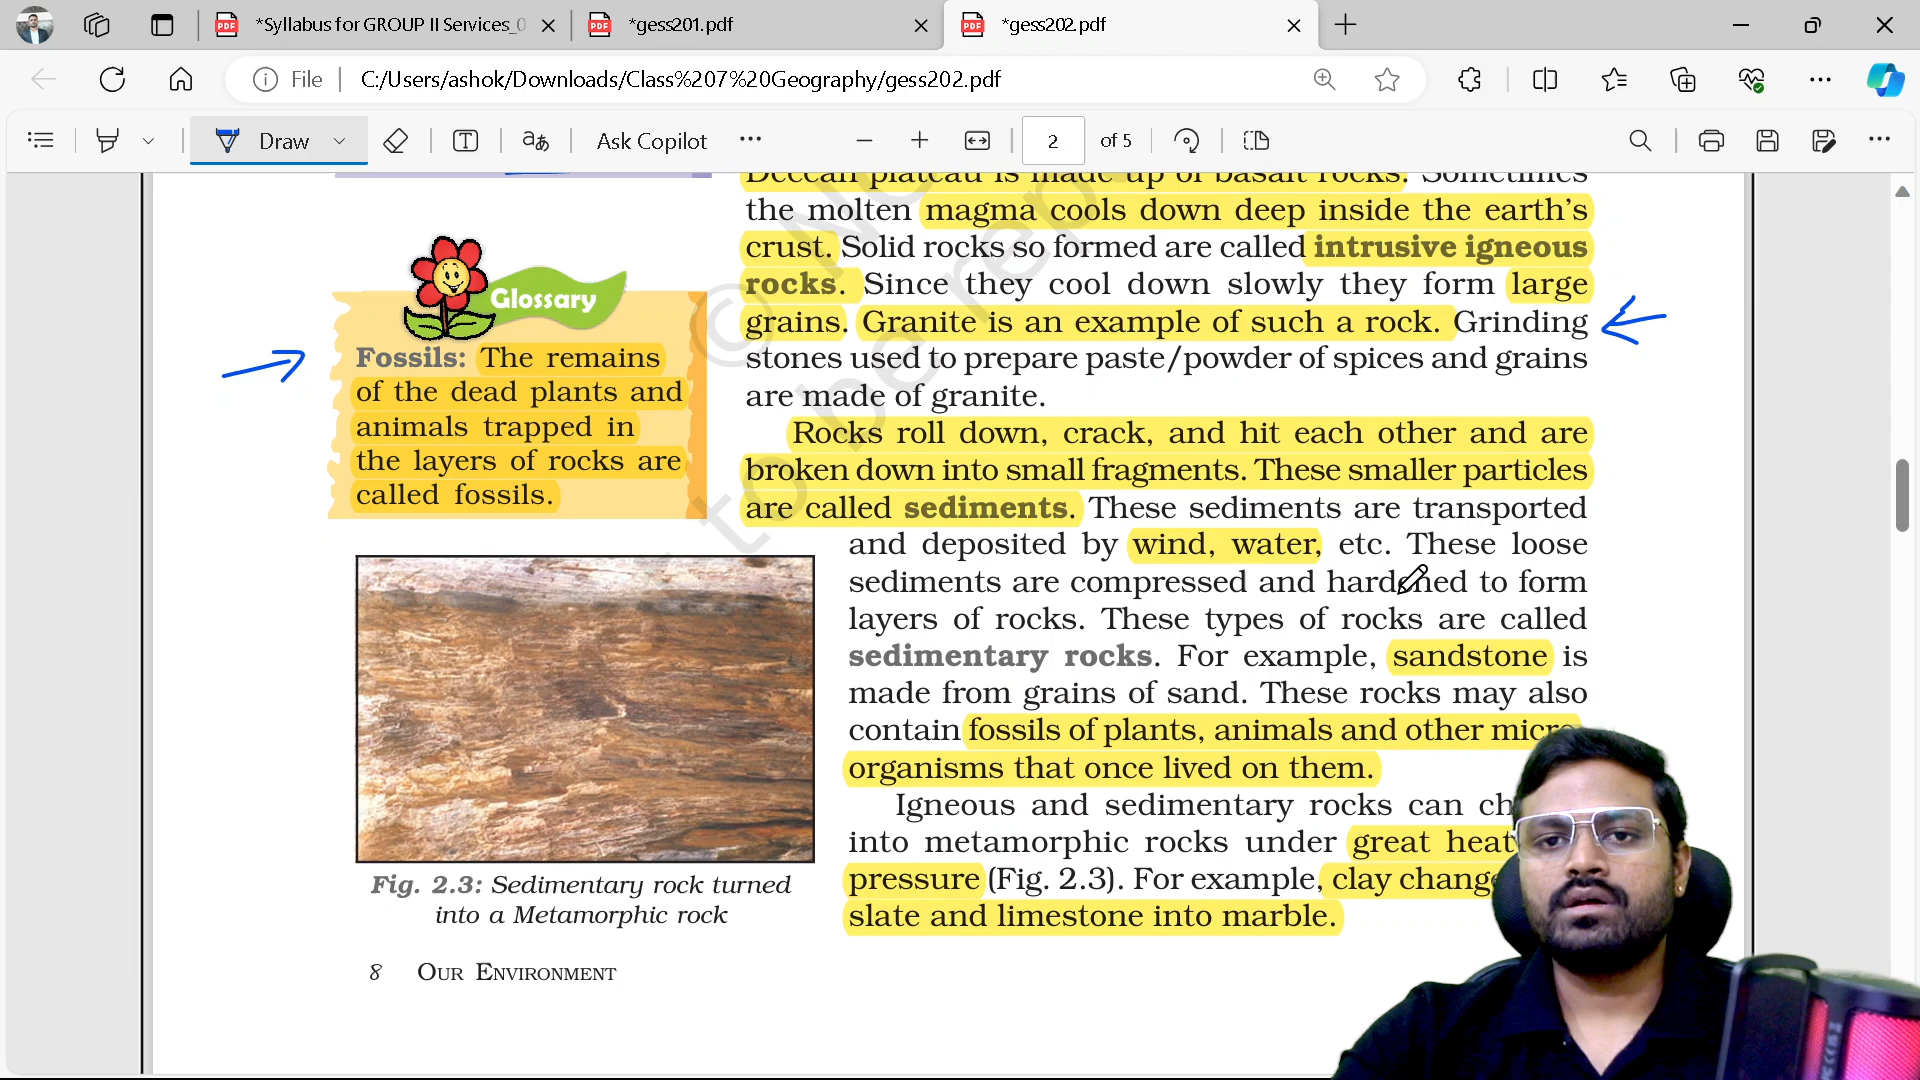 *Syllabus for GROUP II Services_0
*gess201.pdf
*gess202.pdf
File
C:/Users/ashok/Downloads/Class%207%20Geography/gess202.pdf
Draw
Ask Copilot
2
of 5
Deccan plateau is made up of basalt rocks. Sometimes
the molten magma cools down deep inside the earth's
crust. Solid rocks so formed are called intrusive igneous
rocks. Since they cool down slowly they form large
grains. Granite is an example of such a rock. Grinding
stones used to prepare paste/powder of spices and grains
are made of granite.
Rocks roll down, crack, and hit each other and are
broken down into small fragments. These smaller particles
are called sediments. These sediments are transported
and deposited by wind, water, etc. These loose
sediments are compressed and hardened to form
layers of rocks. These types of rocks are called
sedimentary rocks. For example, sandstone is
made from grains of sand. These rocks may also
contain fossils of plants, animals and other micro
organisms that once lived on them.
Igneous and sedimentary rocks can
into metamorphic rocks under great heat
pressure (Fig. 2.3). For example, clay
slate and limestone into marble.
Glossary
Fossils: The remains
of the dead plants and
animals trapped in
the layers of rocks are
called fossils.
Fig. 2.3: Sedimentary rock turned
into a Metamorphic rock
8 OUR ENVIRONMENT